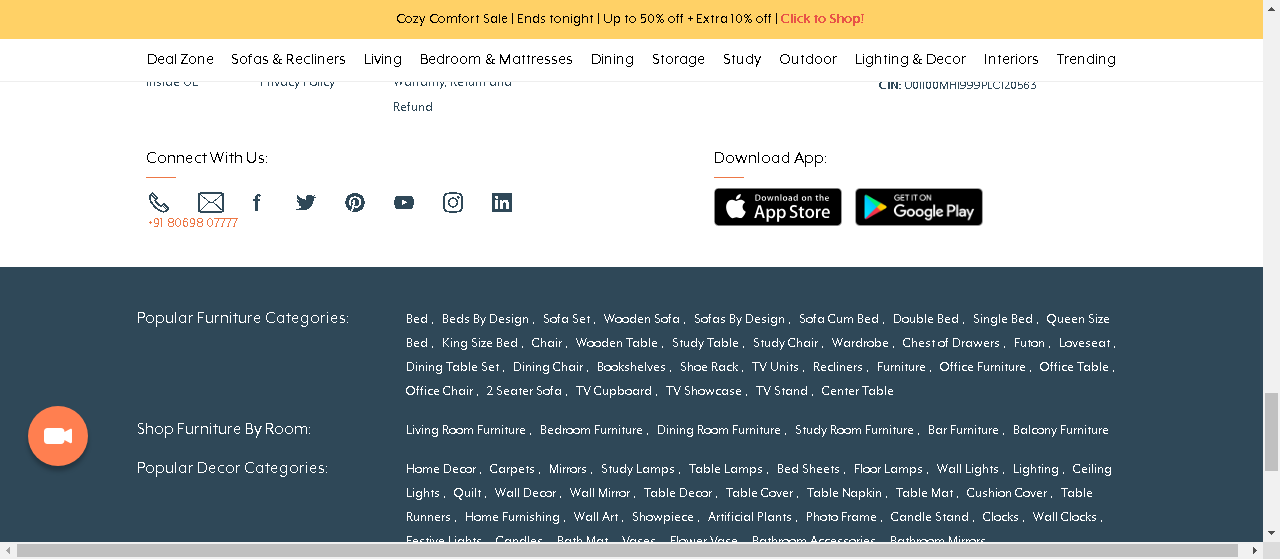 Cozy Comfort Sale | Ends tonight | Up to 50% off + Extra 10% off | Click to Shop!
Deal Zone Sofas & Recliners Living Bedroom & Mattresses Dining Storage Study Outdoor Lighting & Decor Interiors Trending
Inside GL Privacy Policy Warranty, Return and
Refund
CIN: U01100MH1999PLC120563
Connect With Us:
+91 80698 07777
Download App:
Download on the
App Store
GET IT ON
Google Play
Popular Furniture Categories:
Bed , Beds By Design , Sofa Set , Wooden Sofa , Sofas By Design , Sofa Cum Bed , Double Bed , Single Bed , Queen Size
Bed , King Size Bed , Chair , Wooden Table , Study Table , Study Chair , Wardrobe , Chest of Drawers , Futon , Loveseat ,
Dining Table Set , Dining Chair , Bookshelves , Shoe Rack , TV Units , Recliners , Furniture , Office Furniture , Office Table ,
Office Chair , 2 Seater Sofa , TV Cupboard , TV Showcase , TV Stand , Center Table
Shop Furniture By Room:
Living Room Furniture , Bedroom Furniture , Dining Room Furniture , Study Room Furniture , Bar Furniture , Balcony Furniture
Popular Decor Categories:
Home Decor , Carpets , Mirrors , Study Lamps , Table Lamps , Bed Sheets , Floor Lamps , Wall Lights , Lighting , Ceiling
Lights , Quilt , Wall Decor , Wall Mirror , Table Decor , Table Cover , Table Napkin , Table Mat , Cushion Cover , Table
Runners , Home Furnishing , Wall Art , Showpiece , Artificial Plants , Photo Frame , Candle Stand , Clocks , Wall Clocks ,
Festive Lights , Candles , Bath Mat , Vases , Flower Vase , Bathroom Accessories , Bathroom Mirrors